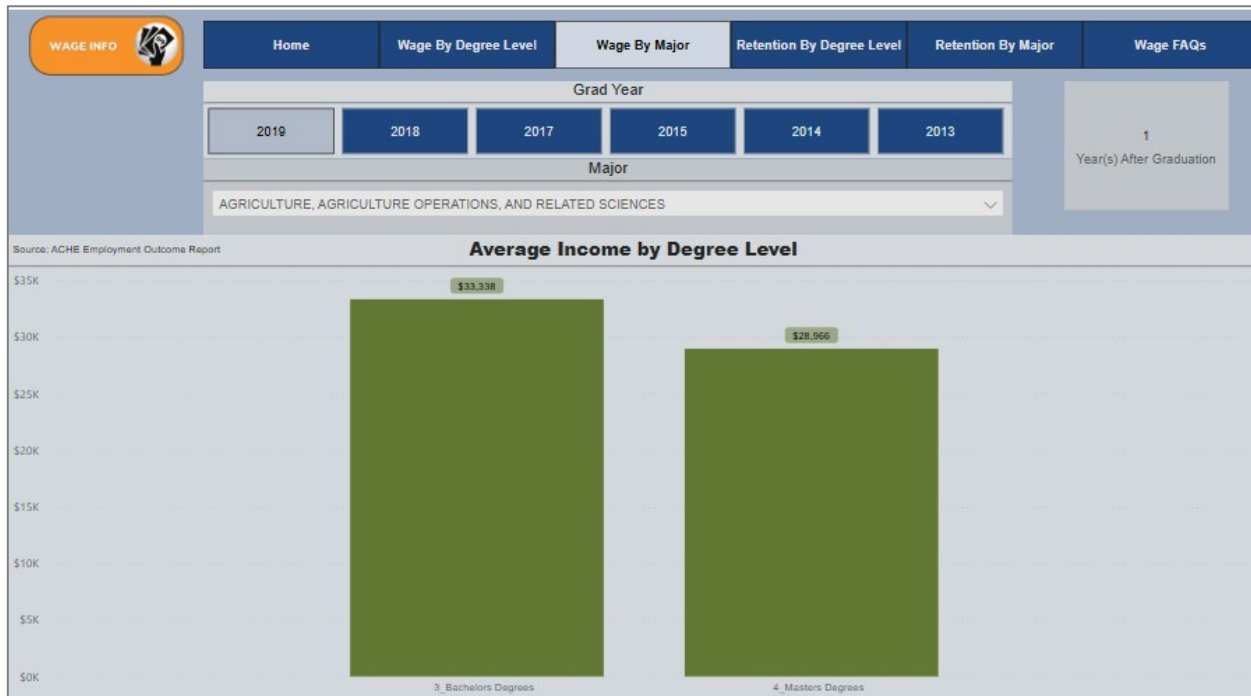 WAGE INFO
Home
Wage By Degree Level
Wage By Major
Retention By Degree Level
Retention By Major
Wage FAQs
Grad Year
2019
2018
2017
2015
2014
2013
1
Year(s) After Graduation
Major
AGRICULTURE, AGRICULTURE OPERATIONS, AND RELATED SCIENCES
Source: ACHE Employment Outcome Report
Average Income by Degree Level
$35K
$30K
$25K
$20K
$15K
$10K
$5K
$0K
$33,338
$28,966
3_Bachelors Degrees
4_Masters Degrees